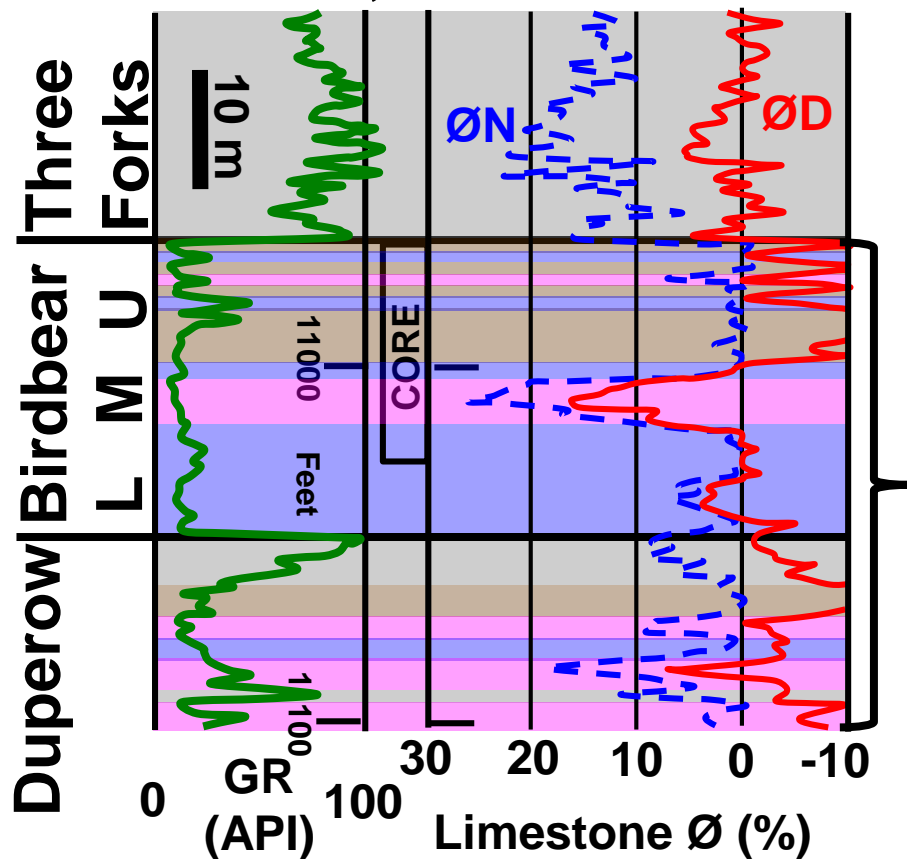 Three
Forks
10 m
ØN
ØD
Birdbear
U
M
L
CORE
11000
Feet
Duperow
11100
0
GR
(API)
100
30
20
10
0
-10
Limestone Ø (%)